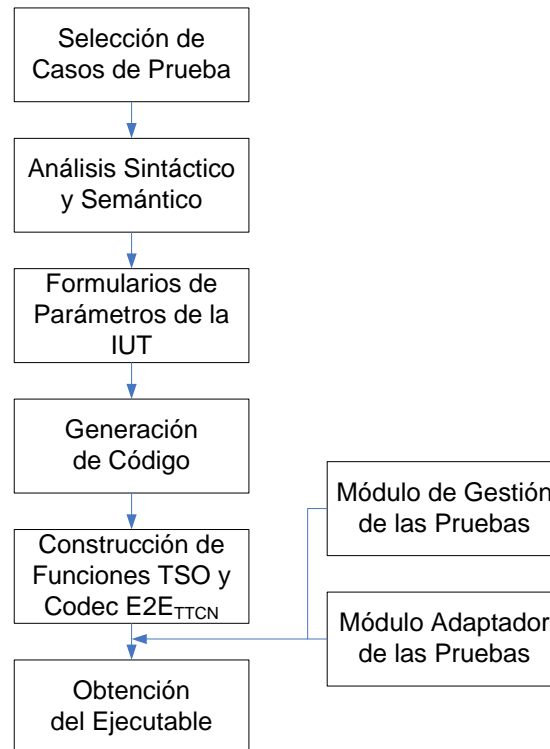 Selección de
Casos de Prueba
Análisis Sintáctico
y Semántico
Formularios de
Parámetros de la
IUT
Generación
de Código
Módulo de Gestión
de las Pruebas
Construcción de
Funciones TSO y
Codec E2ETTCN
Módulo Adaptador
de las Pruebas
Obtención
del Ejecutable